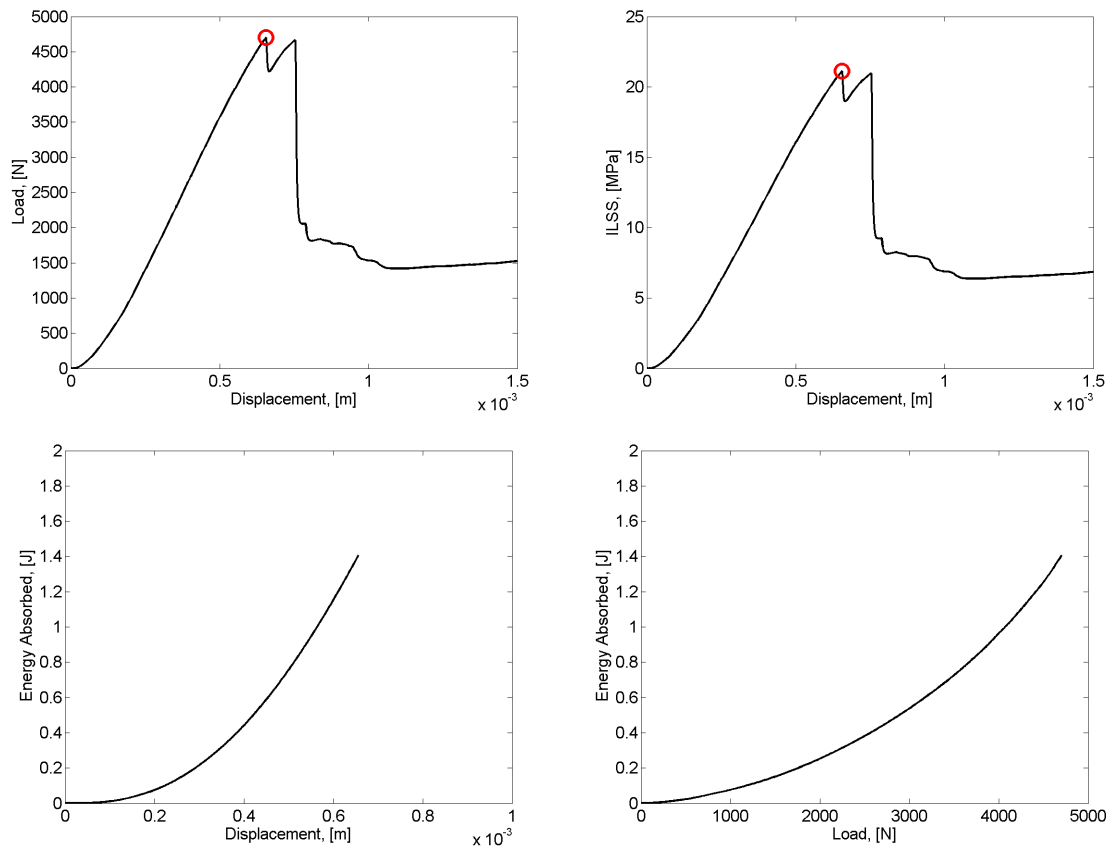 5000
4500
4000
3500
3000
2500
2000
1500
1000
500
0
Load, [N]
0 0.5 1 1.5
Displacement, [m]
x 10⁻³
25
20
15
10
5
0
ILSS, [MPa]
0 0.5 1 1.5
Displacement, [m]
x 10⁻³
2
1.8
1.6
1.4
1.2
1
0.8
0.6
0.4
0.2
0
Energy Absorbed, [J]
0 0.2 0.4 0.6 0.8 1
Displacement, [m]
x 10⁻³
2
1.8
1.6
1.4
1.2
1
0.8
0.6
0.4
0.2
0
Energy Absorbed, [J]
0 1000 2000 3000 4000 5000
Load, [N]